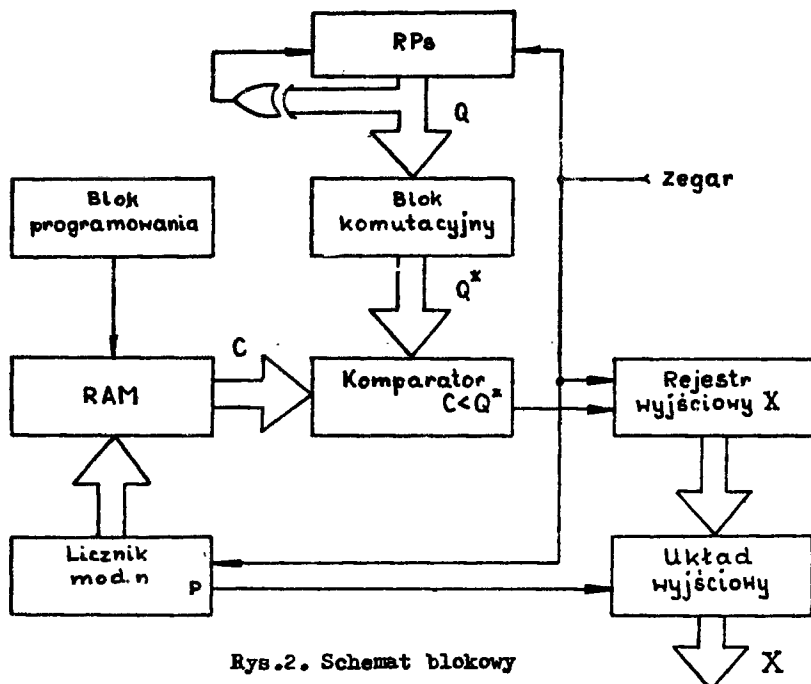 RPs
Q
zegar
Blok
programowania
Blok
komutacyjny
Q*
C
RAM
Komparator
C<Q*
Rejestr
wyjściowy X
Licznik
mod.n
P
Układ
wyjściowy
X
Rys.2. Schemat blokowy